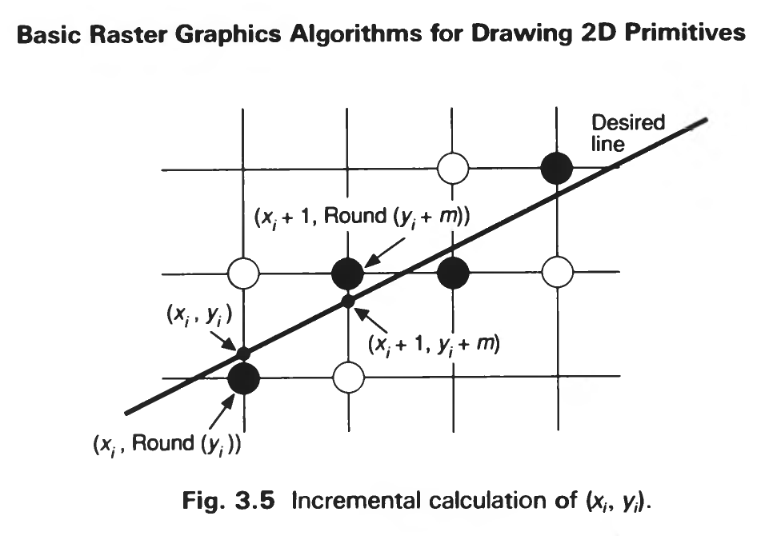 Basic Raster Graphics Algorithms for Drawing 2D Primitives
Desired
line
(xᵢ + 1, Round (yᵢ + m))
(xᵢ, yᵢ)
(xᵢ + 1, yᵢ + m)
(xᵢ, Round (yᵢ))
Fig. 3.5 Incremental calculation of (xᵢ, yᵢ).